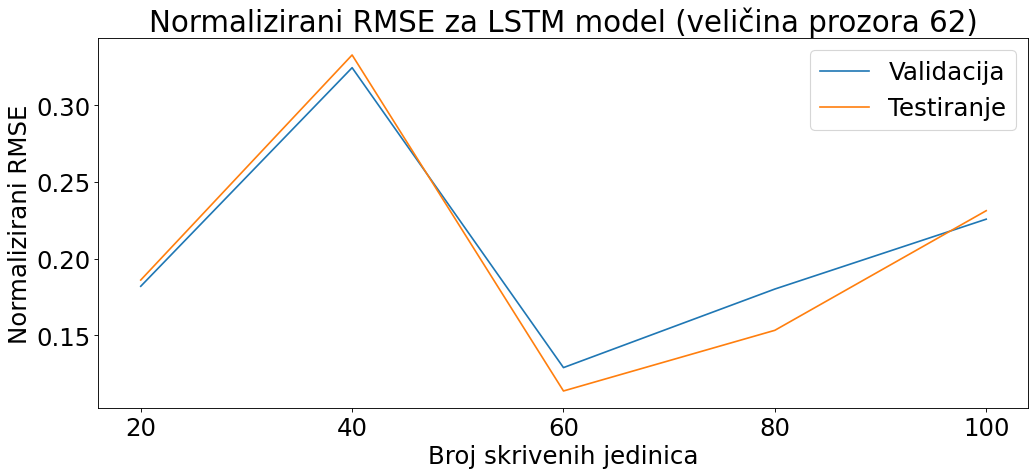 Normalizirani RMSE za LSTM model (veličina prozora 62)
Validacija
Testiranje
Normalizirani RMSE
0.30
0.25
0.20
0.15
20 40 60 80 100
Broj skrivenih jedinica